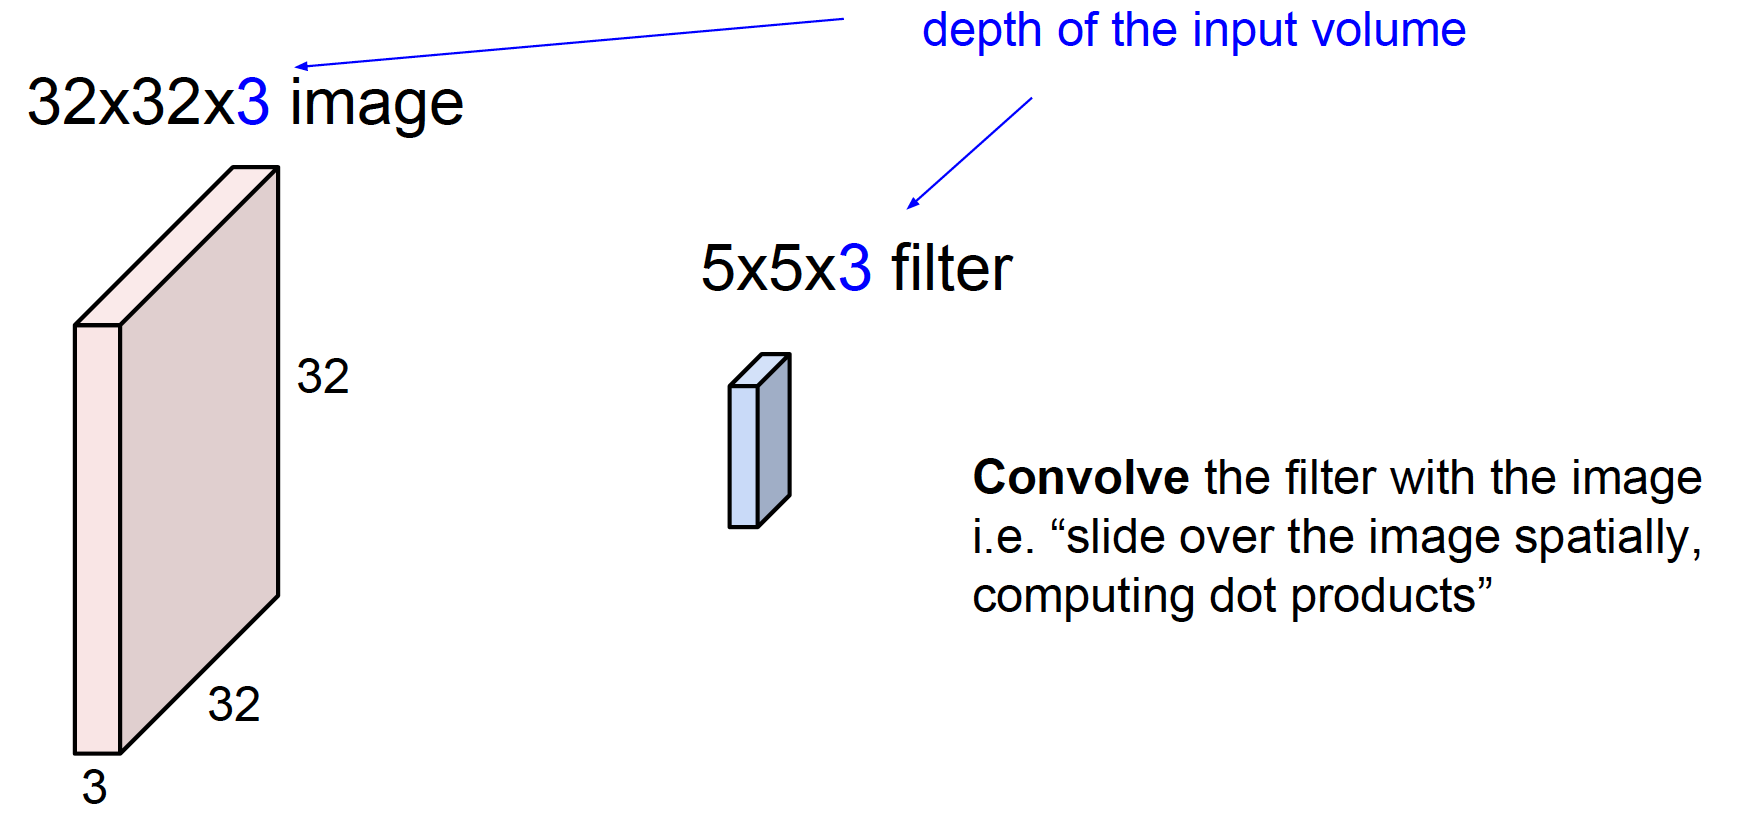 depth of the input volume
32x32x3 image
5x5x3 filter
32
Convolve the filter with the image
i.e. “slide over the image spatially,
computing dot products”
32
3